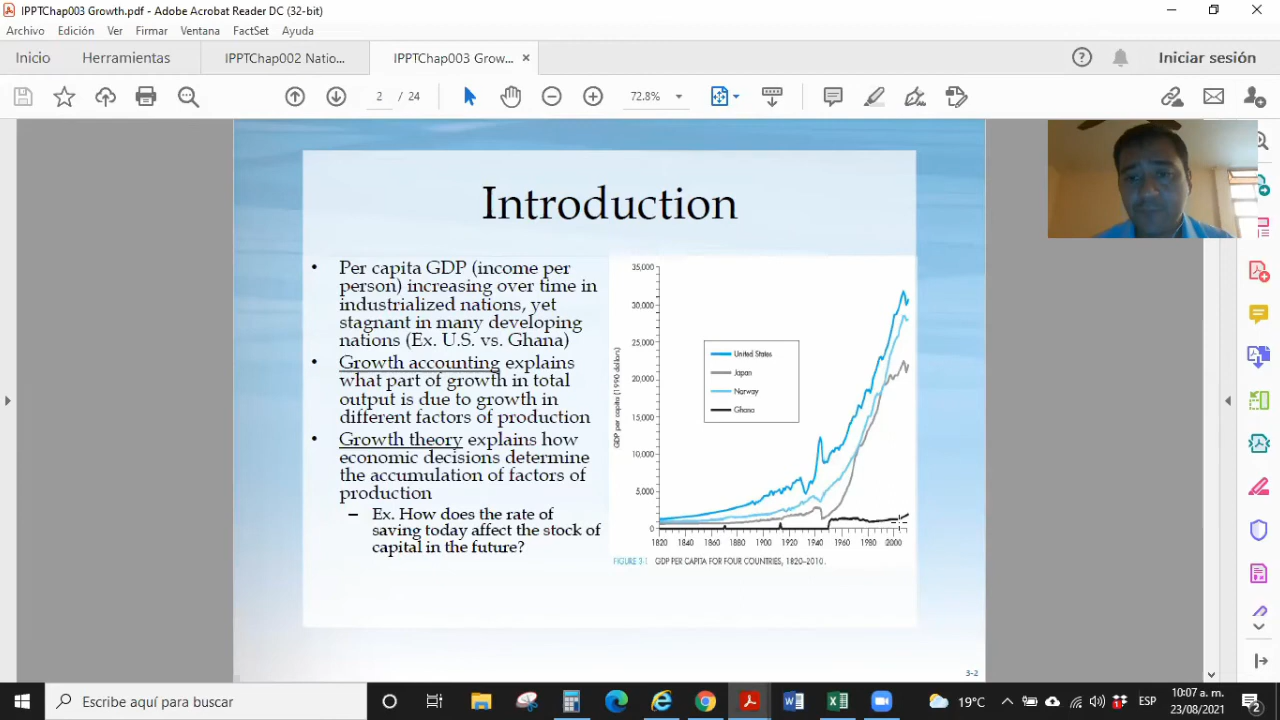 IPPTChap003 Growth.pdf - Adobe Acrobat Reader DC (32-bit)
Archivo Edición Ver Firmar Ventana FactSet Ayuda
Inicio Herramientas IPPTChap002 Natio... IPPTChap003 Grow... × Iniciar sesión
2 / 24 72.8%
Introduction
• Per capita GDP (income per
person) increasing over time in
industrialized nations, yet
stagnant in many developing
nations (Ex. U.S. vs. Ghana)
• Growth accounting explains
what part of growth in total
output is due to growth in
different factors of production
• Growth theory explains how
economic decisions determine
the accumulation of factors of
production
– Ex. How does the rate of
saving today affect the stock of
capital in the future?
GDP per capita (1990 dollars)
35,000
30,000
25,000
20,000
15,000
10,000
5,000
0
United States
Japan
Norway
Ghana
1820 1840 1860 1880 1900 1920 1940 1960 1980 2000
FIGURE 3-1 GDP PER CAPITA FOR FOUR COUNTRIES, 1820–2010.
3-2
Escribe aquí para buscar
19°C
ESP
10:07 a. m.
23/08/2021
2